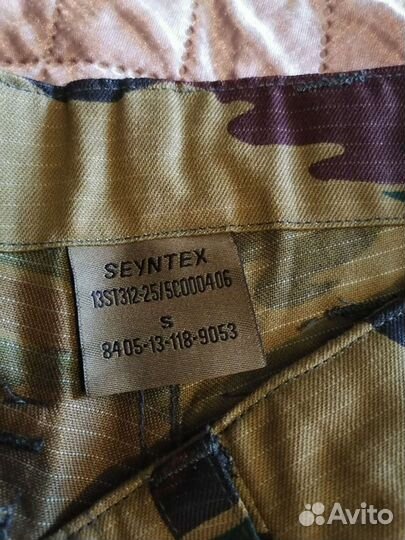 SEYNTEX
13ST312-25/5C000406
S
8405-13-118-9053
Avito